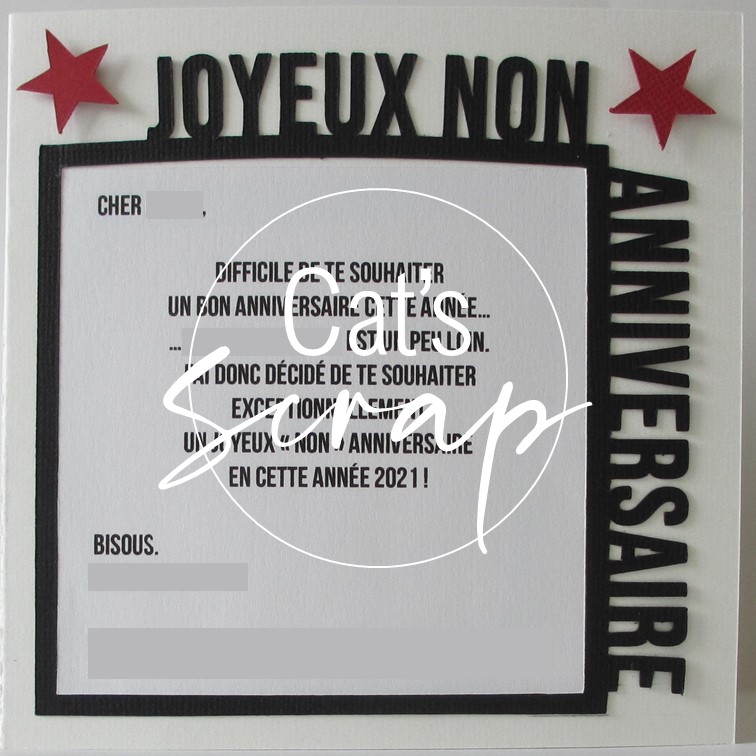 JOYEUX NON
ANNIVERSAIRE
CHER ,
DIFFICILE DE TE SOUHAITER
UN BON ANNIVERSAIRE CETTE ANNÉE...
... EST UN PEU LOIN.
J'AI DONC DÉCIDÉ DE TE SOUHAITER
EXCEPTIONNELLEMENT
UN JOYEUX « NON » ANNIVERSAIRE
EN CETTE ANNÉE 2021 !
BISOUS.
Cat's
Scrap